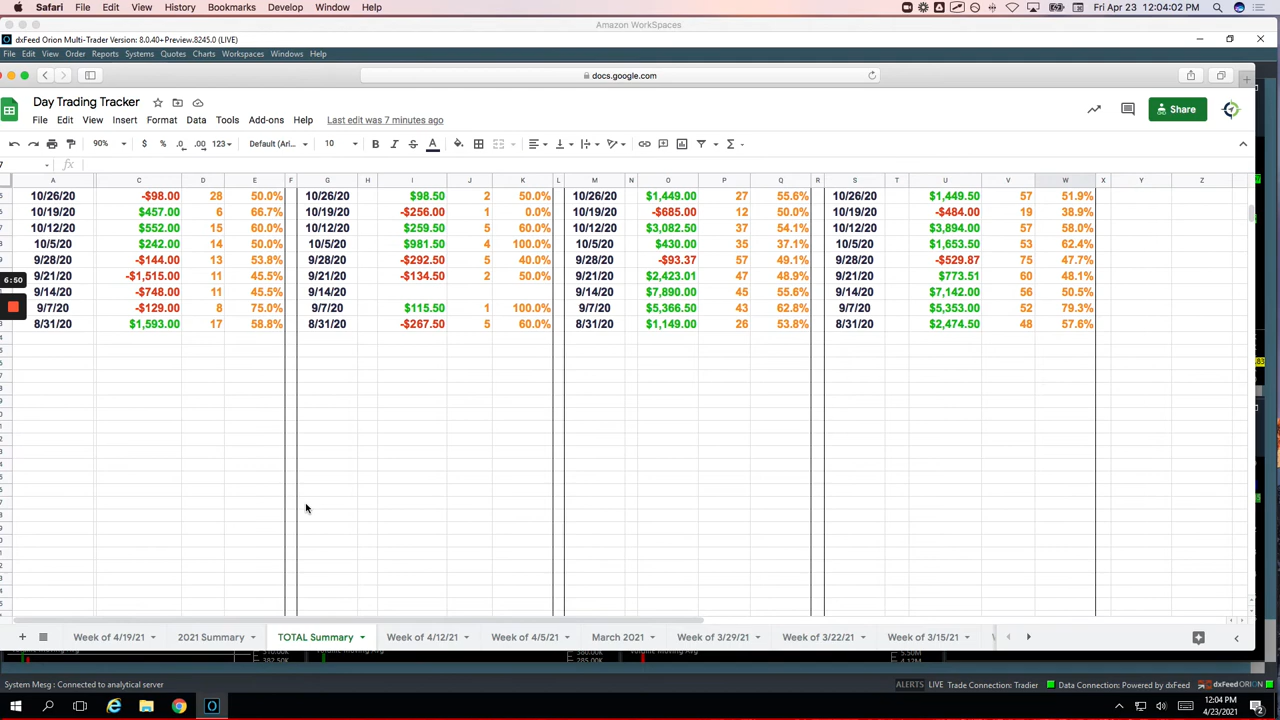 Safari File Edit View History Bookmarks Develop Window Help Fri Apr 23 12:04:02 PM
Amazon WorkSpaces
dxFeed Orion Multi-Trader Version: 8.0.40+Preview.8245.0 (LIVE)
File Edit View Order Reports Systems Quotes Charts Workspaces Windows Help
docs.google.com
Day Trading Tracker
Share
File Edit View Insert Format Data Tools Add-ons Help Last edit was 7 minutes ago
90% $ % .0 .00 123 Default (Ari... 10 B I S A
fx
A C D E F G H I J K L M N O P Q R S T U V W X Y Z
10/26/20 -$98.00 28 50.0% 10/26/20 $98.50 2 50.0% 10/26/20 $1,449.00 27 55.6% 10/26/20 $1,449.50 57 51.9%
10/19/20 $457.00 6 66.7% 10/19/20 -$256.00 1 0.0% 10/19/20 -$685.00 12 50.0% 10/19/20 -$484.00 19 38.9%
10/12/20 $552.00 15 60.0% 10/12/20 $259.50 5 60.0% 10/12/20 $3,082.50 37 54.1% 10/12/20 $3,894.00 57 58.0%
10/5/20 $242.00 14 50.0% 10/5/20 $981.50 4 100.0% 10/5/20 $430.00 35 37.1% 10/5/20 $1,653.50 53 62.4%
9/28/20 -$144.00 13 53.8% 9/28/20 -$292.50 5 40.0% 9/28/20 -$93.37 57 49.1% 9/28/20 -$529.87 75 47.7%
9/21/20 -$1,515.00 11 45.5% 9/21/20 -$134.50 2 50.0% 9/21/20 $2,423.01 47 48.9% 9/21/20 $773.51 60 48.1%
6:50
9/14/20 -$748.00 11 45.5% 9/14/20 9/14/20 $7,890.00 45 55.6% 9/14/20 $7,142.00 56 50.5%
9/7/20 -$129.00 8 75.0% 9/7/20 $115.50 1 100.0% 9/7/20 $5,366.50 43 62.8% 9/7/20 $5,353.00 52 79.3%
8/31/20 $1,593.00 17 58.8% 8/31/20 -$267.50 5 60.0% 8/31/20 $1,149.00 26 53.8% 8/31/20 $2,474.50 48 57.6%
Week of 4/19/21 2021 Summary TOTAL Summary Week of 4/12/21 Week of 4/5/21 March 2021 Week of 3/29/21 Week of 3/22/21 Week of 3/15/21
382.50K 380.00K 385.00K 5.50M
System Mesg : Connected to analytical server ALERTS LIVE Trade Connection: Tradier Data Connection: Powered by dxFeed dxFeed ORION
12:04 PM
4/23/2021
2